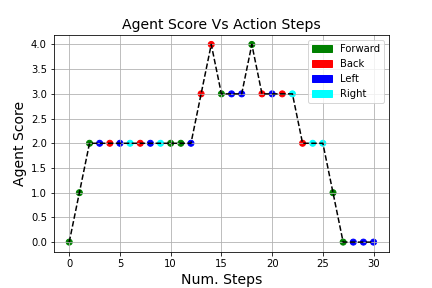 Agent Score Vs Action Steps
4.0
3.5
3.0
2.5
2.0
1.5
1.0
0.5
0.0
Agent Score
Forward
Back
Left
Right
0 5 10 15 20 25 30
Num. Steps